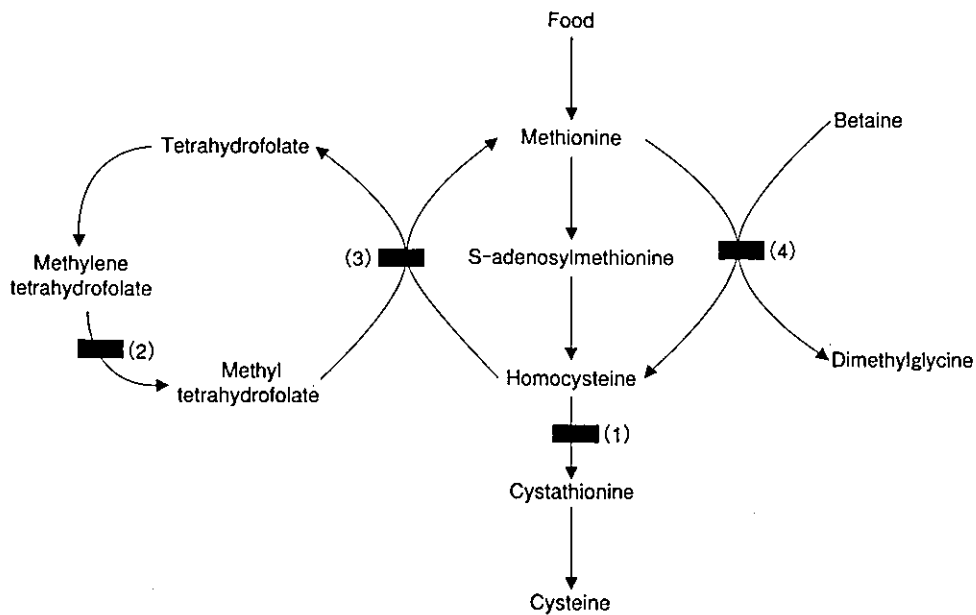 Food
Methionine
Betaine
Tetrahydrofolate
(3)
S-adenosylmethionine
(4)
Methylene
tetrahydrofolate
(2)
Methyl
tetrahydrofolate
Homocysteine
Dimethylglycine
(1)
Cystathionine
Cysteine